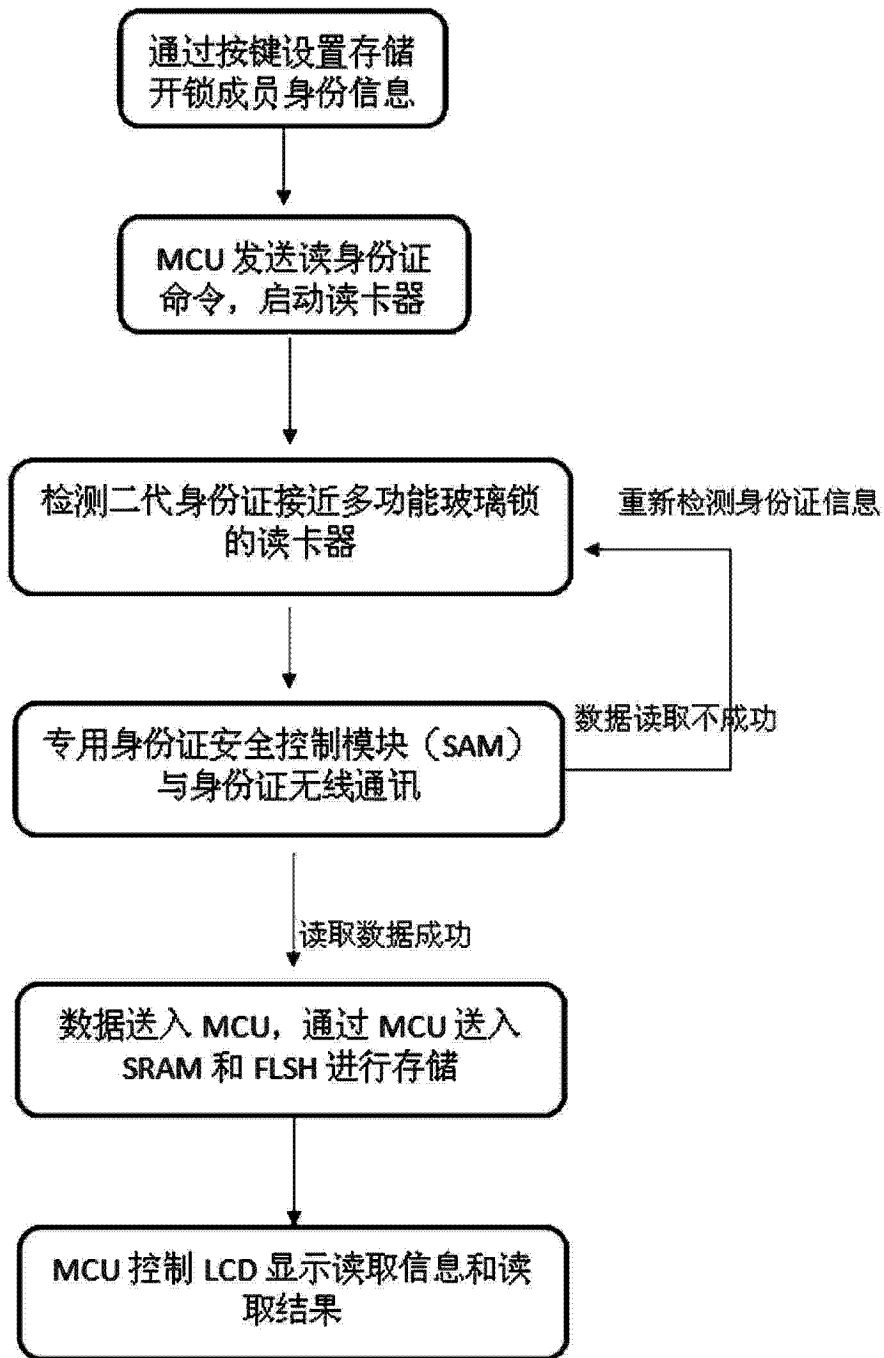 通过按键设置存储
开锁成员身份信息
MCU 发送读身份证
命令，启动读卡器
检测二代身份证接近多功能玻璃锁
的读卡器
重新检测身份证信息
专用身份证安全控制模块（SAM）
与身份证无线通讯
数据读取不成功
读取数据成功
数据送入 MCU，通过 MCU 送入
SRAM 和 FLSH 进行存储
MCU 控制 LCD 显示读取信息和读
取结果